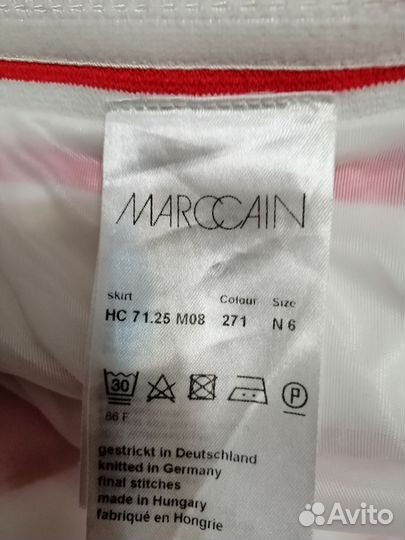 MARCCAIN
skirt Colour Size
HC 71.25 M08 271 N 6
30 P
86 F
gestrickt in Deutschland
knitted in Germany
final stitches
made in Hungary
fabriqué en Hongrie
Avito